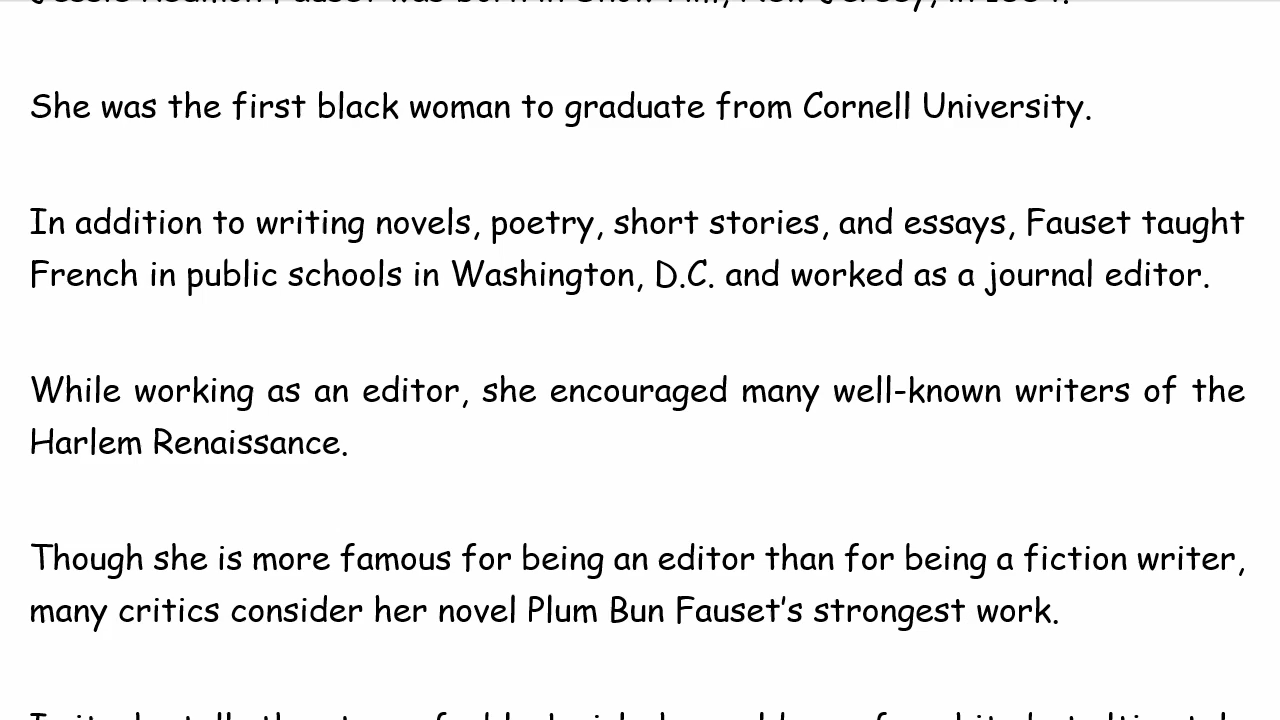 She was the first black woman to graduate from Cornell University.
In addition to writing novels, poetry, short stories, and essays, Fauset taught
French in public schools in Washington, D.C. and worked as a journal editor.
While working as an editor, she encouraged many well-known writers of the
Harlem Renaissance.
Though she is more famous for being an editor than for being a fiction writer,
many critics consider her novel Plum Bun Fauset's strongest work.